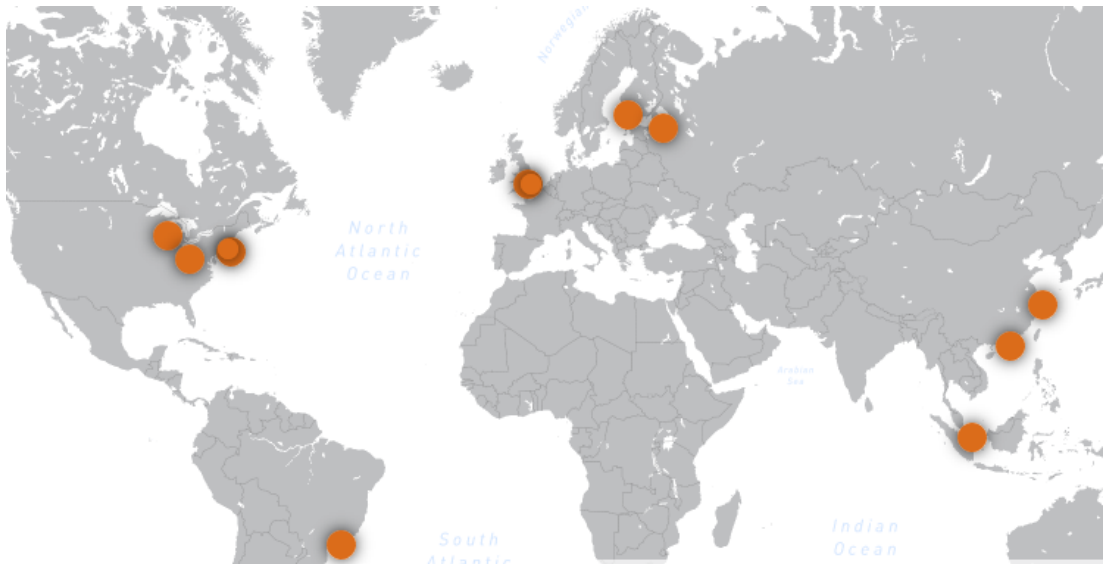 Norwegian
North
Atlantic
Ocean
Arabian
Sea
Indian
Ocean
South
Atlantic